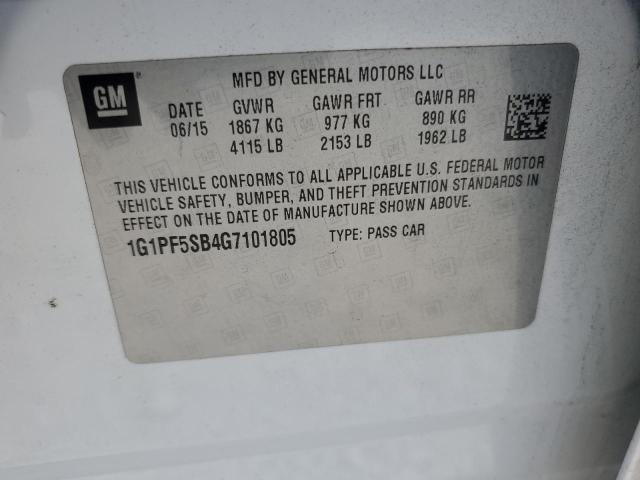 GM
MFD BY GENERAL MOTORS LLC
DATE GVWR GAWR FRT GAWR RR
06/15 1867 KG 977 KG 890 KG
4115 LB 2153 LB 1962 LB
THIS VEHICLE CONFORMS TO ALL APPLICABLE U.S. FEDERAL MOTOR
VEHICLE SAFETY, BUMPER, AND THEFT PREVENTION STANDARDS IN
EFFECT ON THE DATE OF MANUFACTURE SHOWN ABOVE.
1G1PF5SB4G7101805 TYPE: PASS CAR